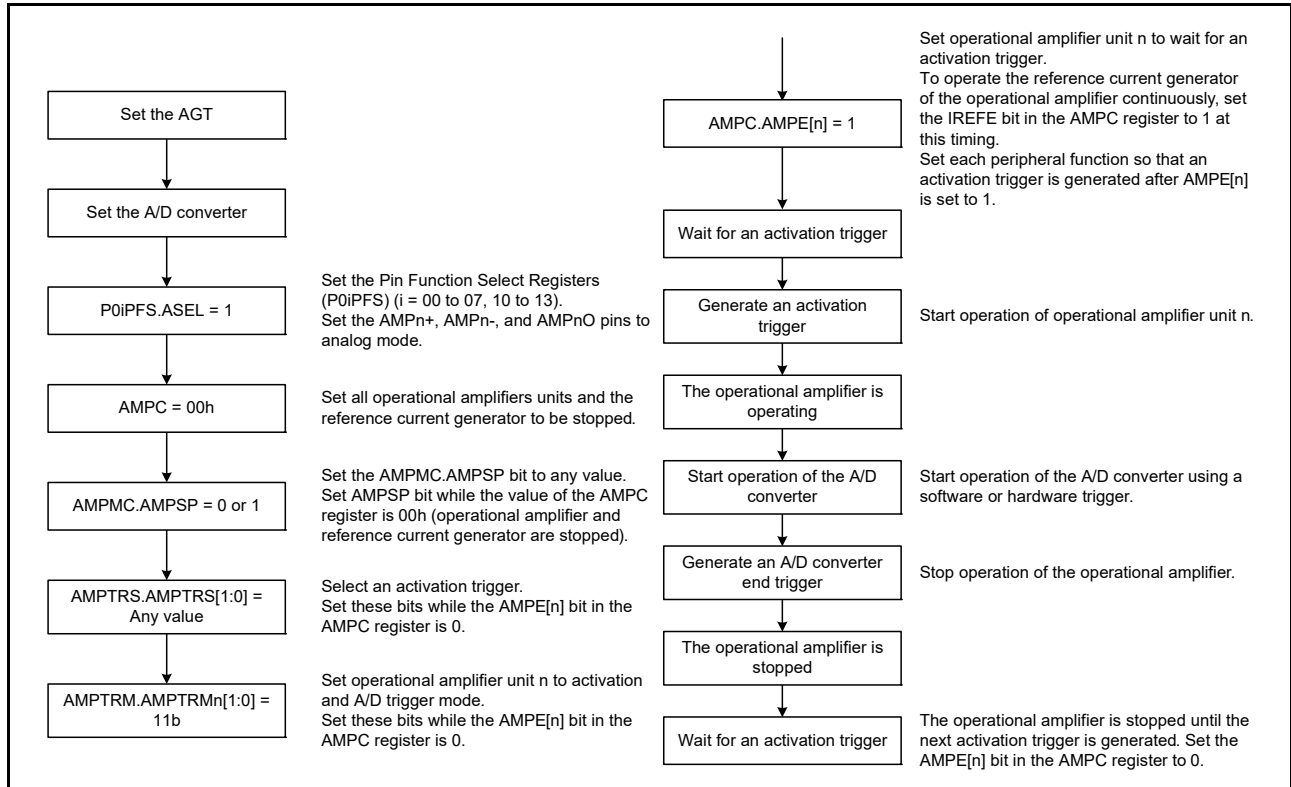 Set the AGT
Set the A/D converter
P0iPFS.ASEL = 1
Set the Pin Function Select Registers
(P0iPFS) (i = 00 to 07, 10 to 13).
Set the AMPn+, AMPn-, and AMPnO pins to
analog mode.
AMPC = 00h
Set all operational amplifiers units and the
reference current generator to be stopped.
AMPMC.AMPSP = 0 or 1
Set the AMPMC.AMPSP bit to any value.
Set AMPSP bit while the value of the AMPC
register is 00h (operational amplifier and
reference current generator are stopped).
AMPTRS.AMPTRS[1:0] =
Any value
Select an activation trigger.
Set these bits while the AMPE[n] bit in the
AMPC register is 0.
AMPTRM.AMPTRMn[1:0] =
11b
Set operational amplifier unit n to activation
and A/D trigger mode.
Set these bits while the AMPE[n] bit in the
AMPC register is 0.
AMPC.AMPE[n] = 1
Set operational amplifier unit n to wait for an
activation trigger.
To operate the reference current generator
of the operational amplifier continuously, set
the IREFE bit in the AMPC register to 1 at
this timing.
Set each peripheral function so that an
activation trigger is generated after AMPE[n]
is set to 1.
Wait for an activation trigger
Generate an activation
trigger
Start operation of operational amplifier unit n.
The operational amplifier is
operating
Start operation of the A/D
converter
Start operation of the A/D converter using a
software or hardware trigger.
Generate an A/D converter
end trigger
Stop operation of the operational amplifier.
The operational amplifier is
stopped
Wait for an activation trigger
The operational amplifier is stopped until the
next activation trigger is generated. Set the
AMPE[n] bit in the AMPC register to 0.